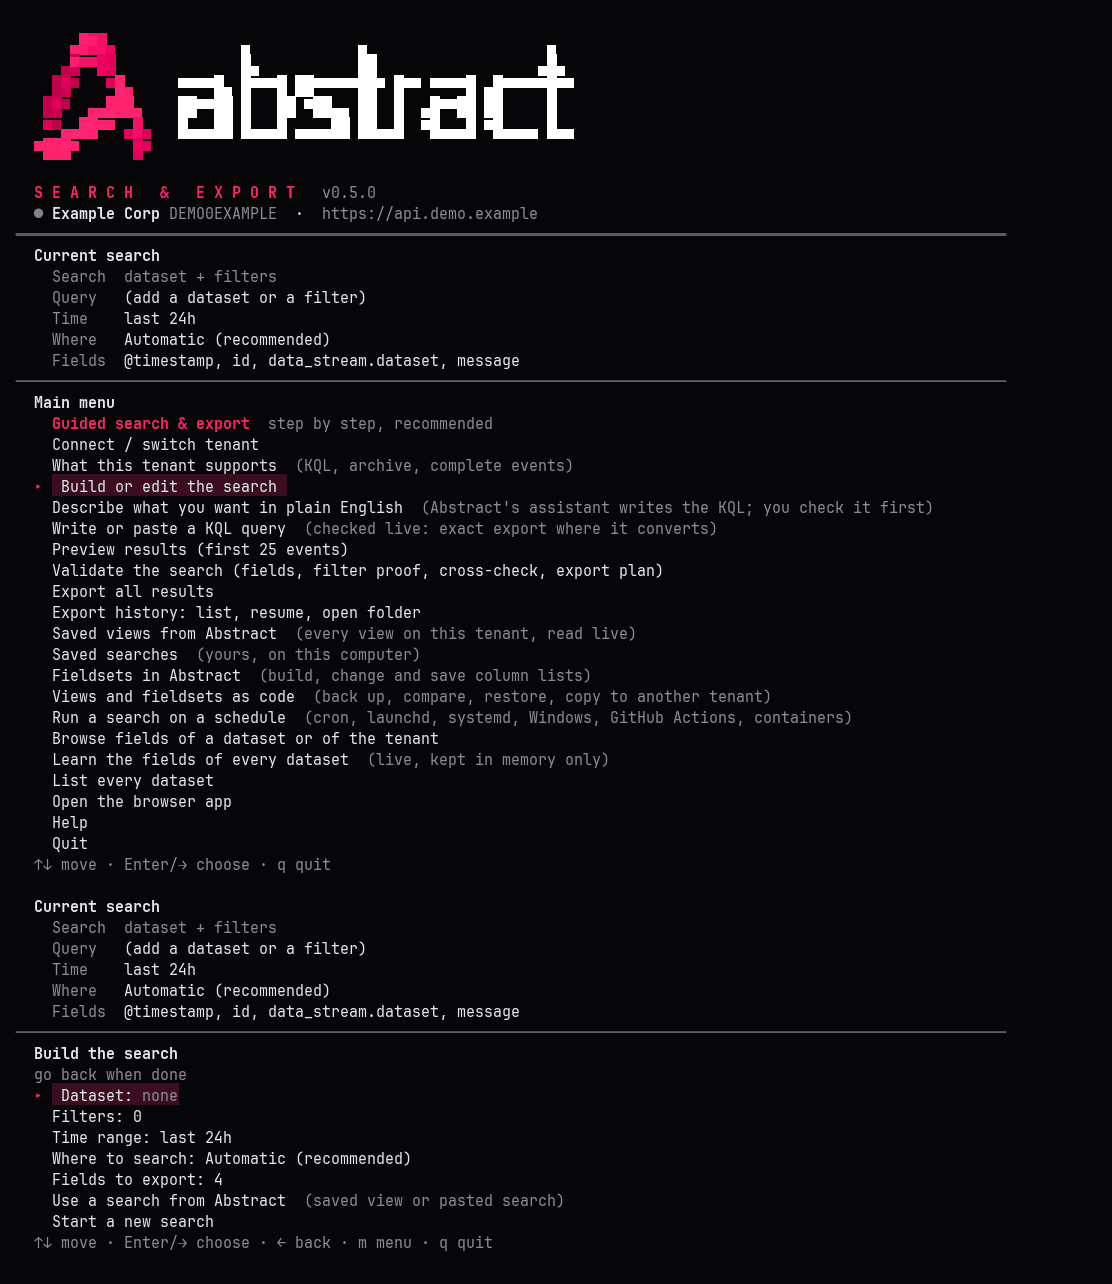 abstract
SEARCH & EXPORT v0.5.0
● Example Corp DEMO0EXAMPLE · https://api.demo.example
Current search
Search dataset + filters
Query (add a dataset or a filter)
Time last 24h
Where Automatic (recommended)
Fields @timestamp, id, data_stream.dataset, message
Main menu
Guided search & export step by step, recommended
Connect / switch tenant
What this tenant supports (KQL, archive, complete events)
▸ Build or edit the search
Describe what you want in plain English (Abstract's assistant writes the KQL; you check it first)
Write or paste a KQL query (checked live: exact export where it converts)
Preview results (first 25 events)
Validate the search (fields, filter proof, cross-check, export plan)
Export all results
Export history: list, resume, open folder
Saved views from Abstract (every view on this tenant, read live)
Saved searches (yours, on this computer)
Fieldsets in Abstract (build, change and save column lists)
Views and fieldsets as code (back up, compare, restore, copy to another tenant)
Run a search on a schedule (cron, launchd, systemd, Windows, GitHub Actions, containers)
Browse fields of a dataset or of the tenant
Learn the fields of every dataset (live, kept in memory only)
List every dataset
Open the browser app
Help
Quit
↑↓ move · Enter/→ choose · q quit
Current search
Search dataset + filters
Query (add a dataset or a filter)
Time last 24h
Where Automatic (recommended)
Fields @timestamp, id, data_stream.dataset, message
Build the search
go back when done
▸ Dataset: none
Filters: 0
Time range: last 24h
Where to search: Automatic (recommended)
Fields to export: 4
Use a search from Abstract (saved view or pasted search)
Start a new search
↑↓ move · Enter/→ choose · ← back · m menu · q quit